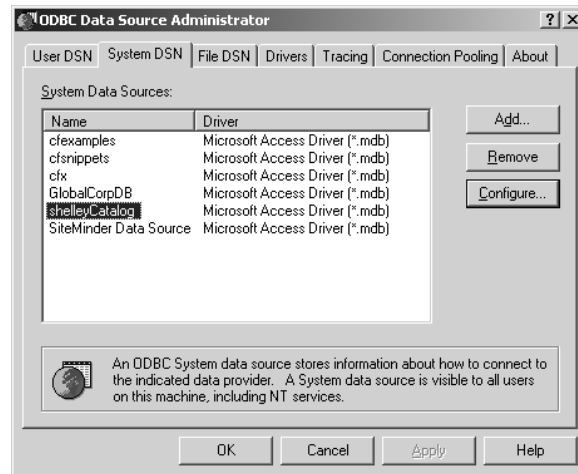 ODBC Data Source Administrator
User DSN System DSN File DSN Drivers Tracing Connection Pooling About
System Data Sources:
Name Driver
cfexamples Microsoft Access Driver (*.mdb)
cfsnippets Microsoft Access Driver (*.mdb)
cfx Microsoft Access Driver (*.mdb)
GlobalCorpDB Microsoft Access Driver (*.mdb)
shelleyCatalog Microsoft Access Driver (*.mdb)
SiteMinder Data Source Microsoft Access Driver (*.mdb)
Add...
Remove
Configure...
An ODBC System data source stores information about how to connect to
the indicated data provider. A System data source is visible to all users
on this machine, including NT services.
OK Cancel Apply Help